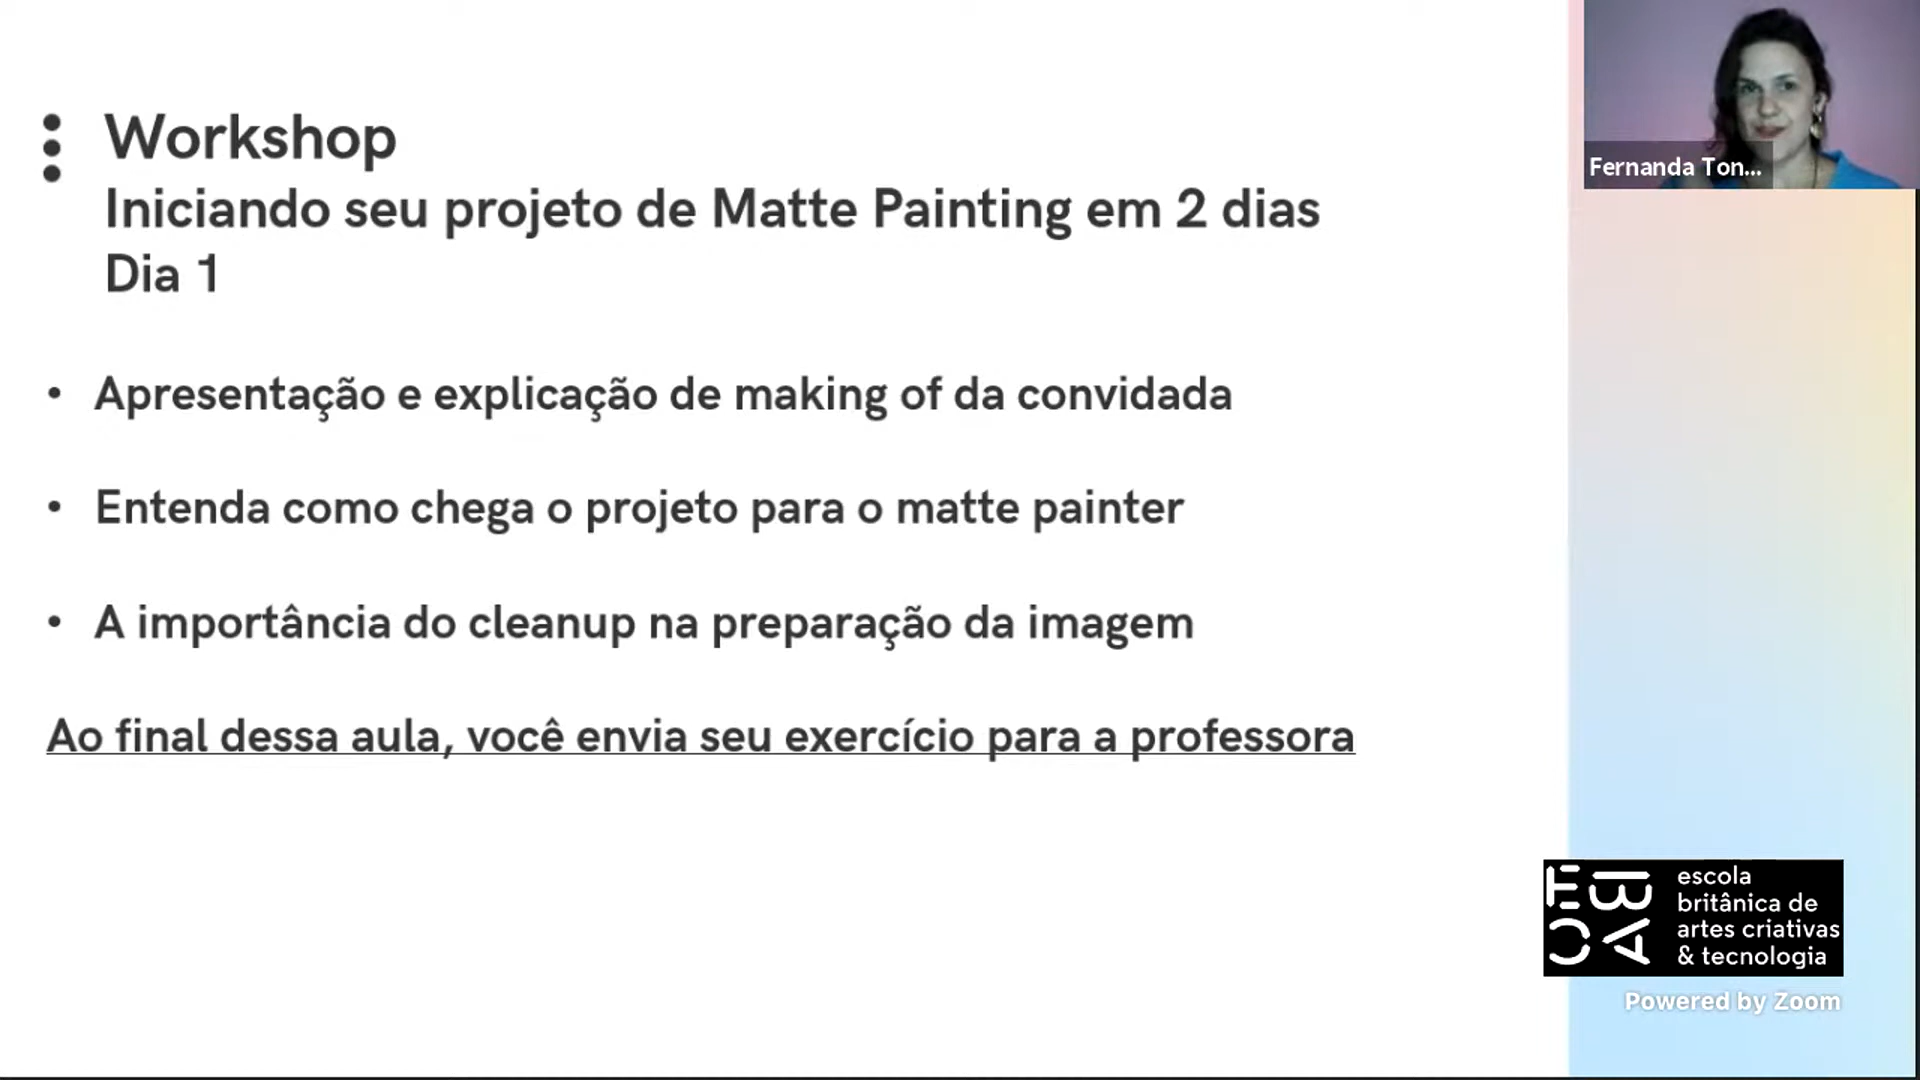 Workshop
Iniciando seu projeto de Matte Painting em 2 dias
Dia 1
• Apresentação e explicação de making of da convidada
• Entenda como chega o projeto para o matte painter
• A importância do cleanup na preparação da imagem
Ao final dessa aula, você envia seu exercício para a professora
Fernanda Ton...
EBAC
escola
britânica de
artes criativas
& tecnologia
Powered by Zoom